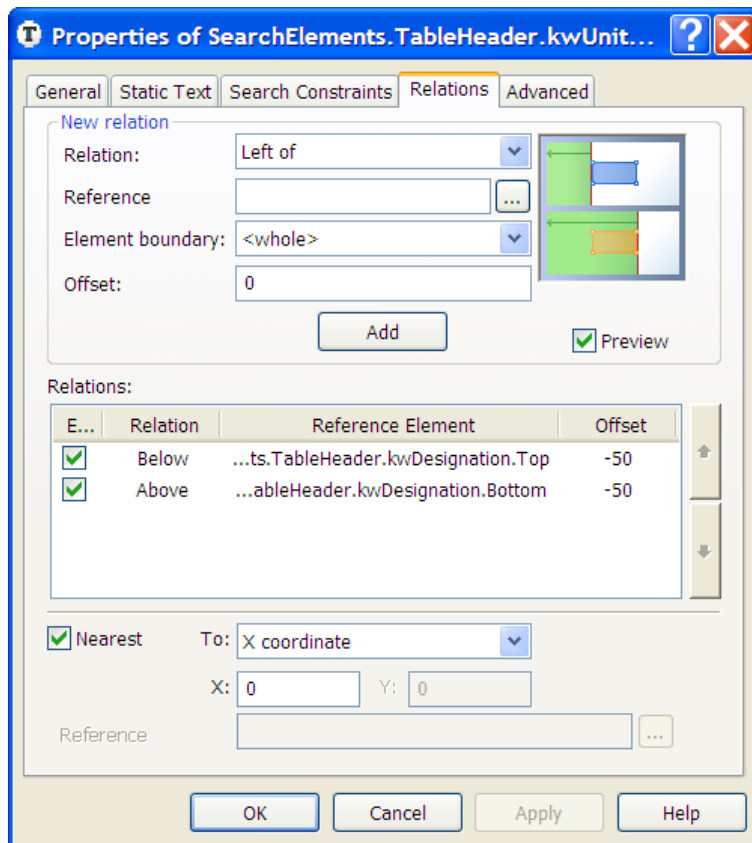 Properties of SearchElements.TableHeader.kwUnit...
General Static Text Search Constraints Relations Advanced
New relation
Relation: Left of
Reference ...
Element boundary: <whole>
Offset: 0
Add
Preview
Relations:
E... Relation Reference Element Offset
Below ...ts.TableHeader.kwDesignation.Top -50
Above ...ableHeader.kwDesignation.Bottom -50
Nearest To: X coordinate
X: 0 Y: 0
Reference ...
OK Cancel Apply Help